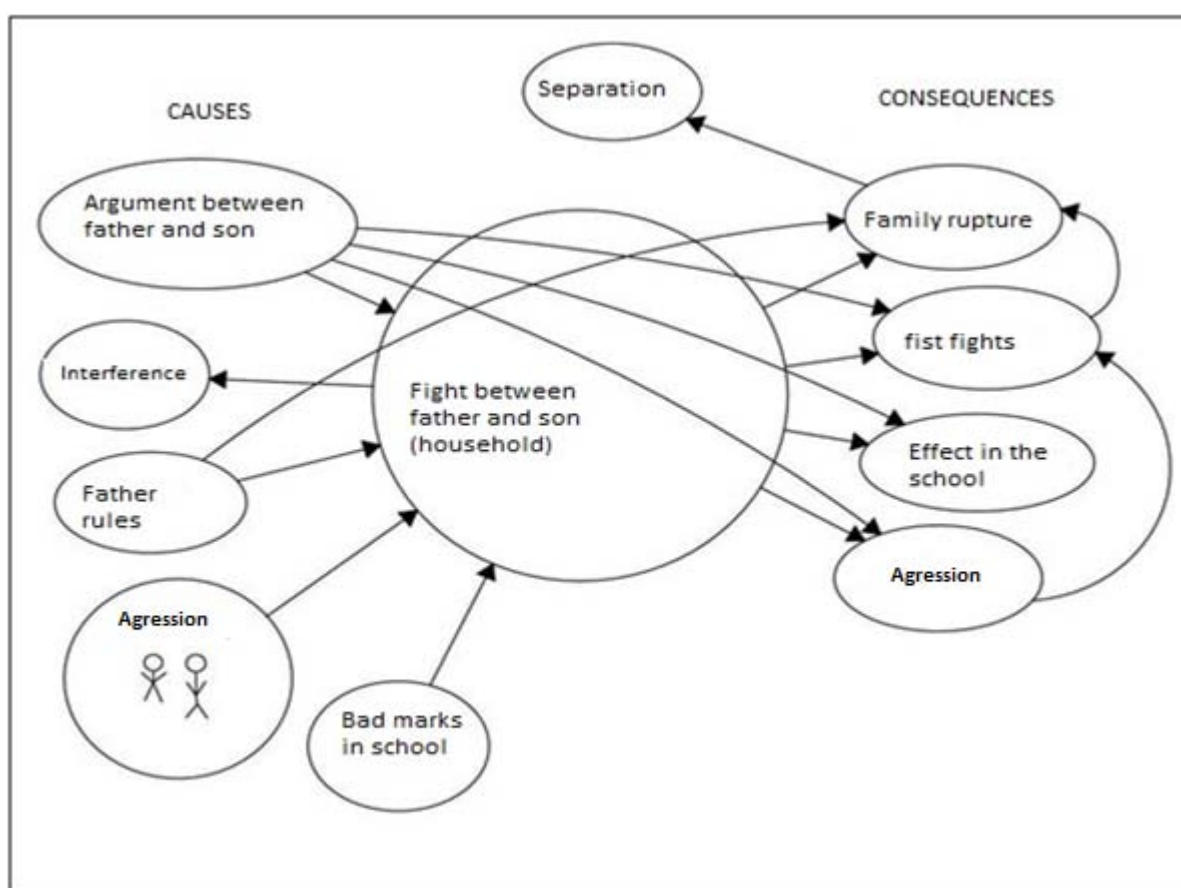 CAUSES
CONSEQUENCES
Separation
Argument between
father and son
Family rupture
fist fights
Interference
Fight between
father and son
(household)
Effect in the
school
Father
rules
Agression
Agression
Bad marks
in school